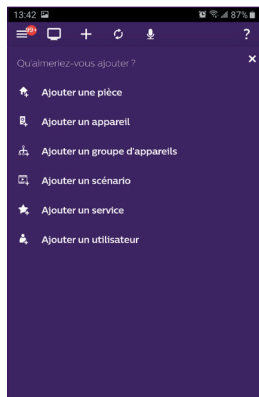 13:42 87%
99+ ?
Qu'aimeriez-vous ajouter ? ×
Ajouter une pièce
Ajouter un appareil
Ajouter un groupe d'appareils
Ajouter un scénario
Ajouter un service
Ajouter un utilisateur